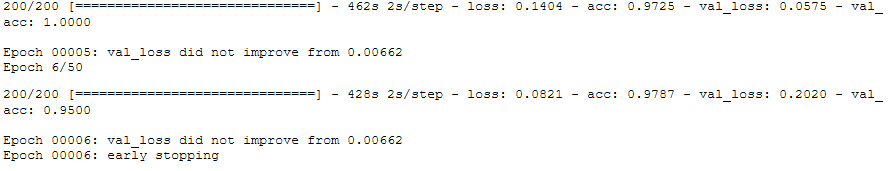 200/200 [==============================] - 462s 2s/step - loss: 0.1404 - acc: 0.9725 - val_loss: 0.0575 - val_
acc: 1.0000
Epoch 00005: val_loss did not improve from 0.00662
Epoch 6/50
200/200 [==============================] - 428s 2s/step - loss: 0.0821 - acc: 0.9787 - val_loss: 0.2020 - val_
acc: 0.9500
Epoch 00006: val_loss did not improve from 0.00662
Epoch 00006: early stopping